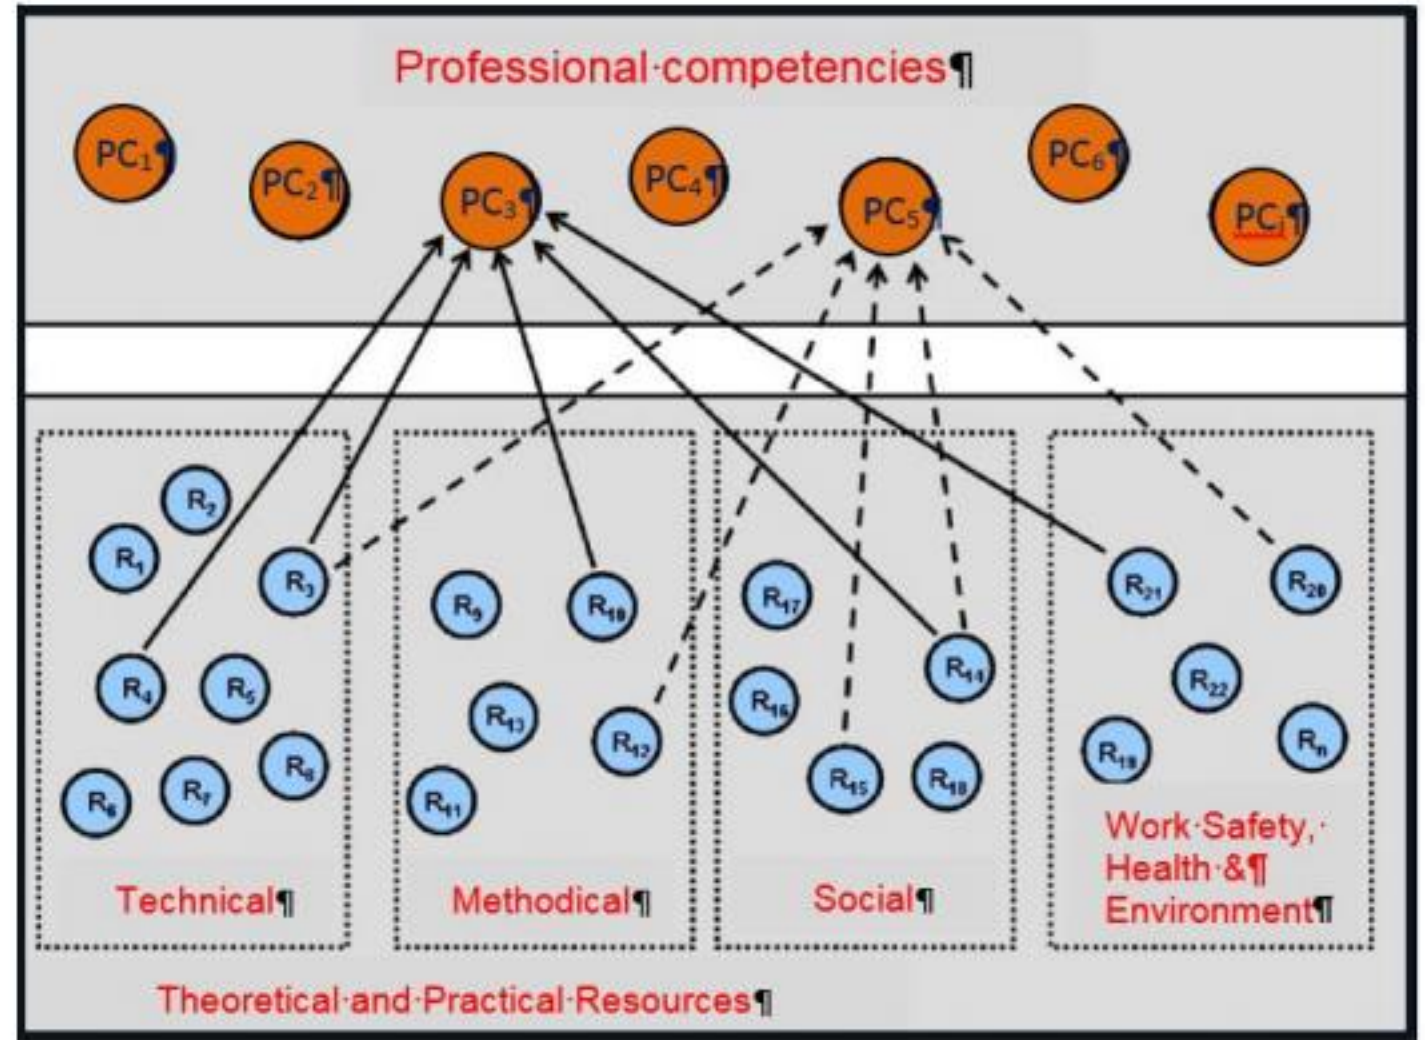 Professional·competencies¶
PC₁¶
PC₂¶
PC₃¶
PC₄¶
PC₅¶
PC₆¶
PCᵢ¶
R₁
R₂
R₃
R₄
R₅
R₆
R₇
R₈
Technical¶
R₉
R₁₀
R₁₃
R₁₂
R₁₁
Methodical¶
R₁₇
R₁₆
R₁₄
R₁₅
R₁₈
Social¶
R₂₁
R₂₀
R₂₂
R₁₉
Rₙ
Work·Safety,·
Health·&¶
Environment¶
Theoretical·and·Practical·Resources¶